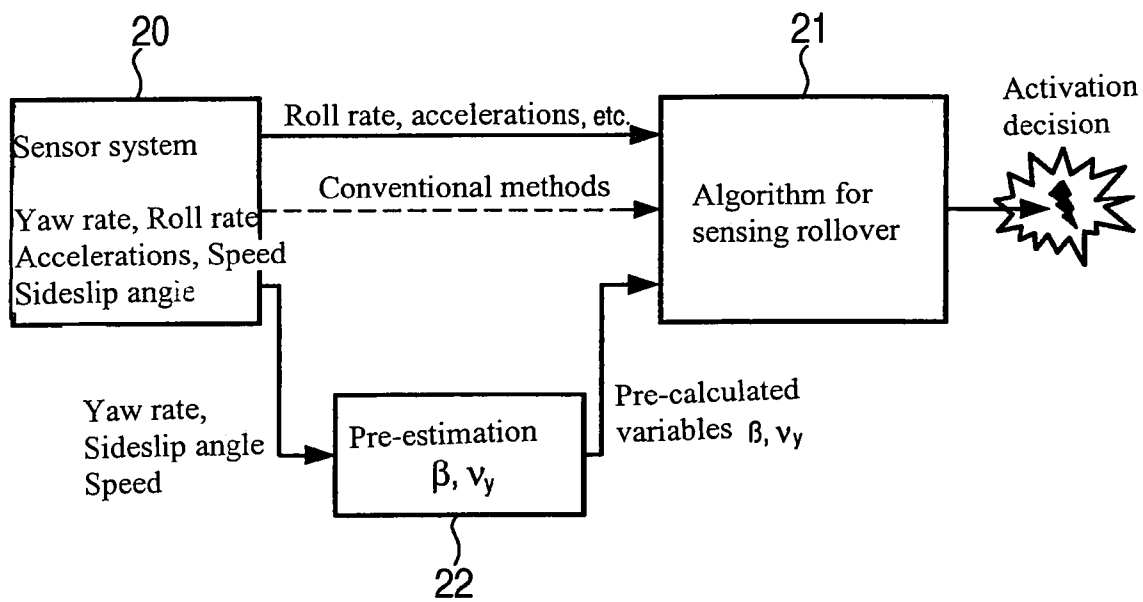 20
21
Sensor system
Yaw rate, Roll rate
Accelerations, Speed
Sideslip angie
Roll rate, accelerations, etc.
Conventional methods
Algorithm for
sensing rollover
Activation
decision
Yaw rate,
Sideslip angle
Speed
Pre-estimation
β, νy
Pre-calculated
variables β, νy
22